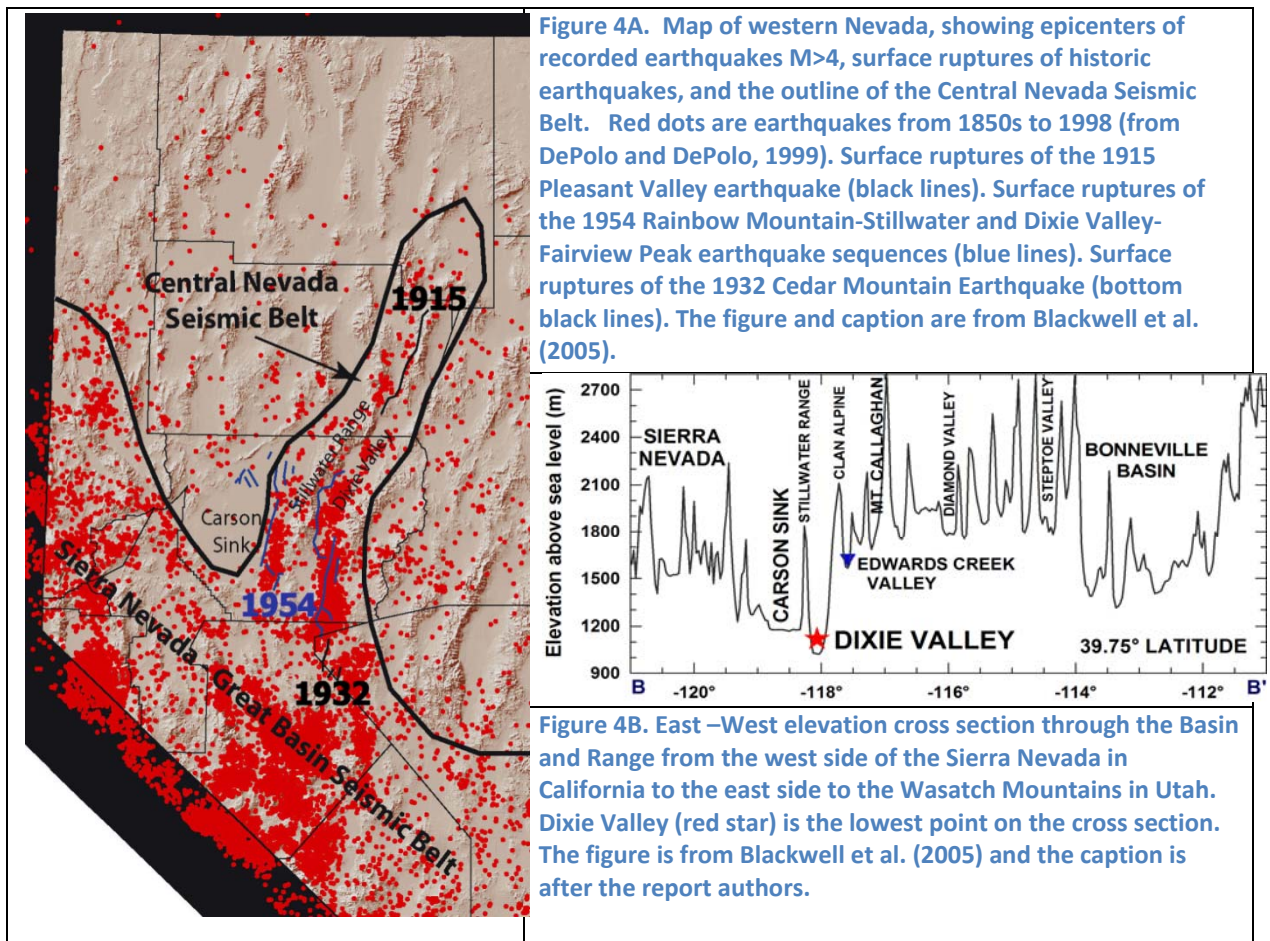 Central Nevada
Seismic Belt
1915
Stillwater Range
Dixie Valley
Carson
Sink
1954
1932
Sierra Nevada - Great Basin Seismic Belt
Figure 4A. Map of western Nevada, showing epicenters of
recorded earthquakes M>4, surface ruptures of historic
earthquakes, and the outline of the Central Nevada Seismic
Belt. Red dots are earthquakes from 1850s to 1998 (from
DePolo and DePolo, 1999). Surface ruptures of the 1915
Pleasant Valley earthquake (black lines). Surface ruptures of
the 1954 Rainbow Mountain-Stillwater and Dixie Valley-
Fairview Peak earthquake sequences (blue lines). Surface
ruptures of the 1932 Cedar Mountain Earthquake (bottom
black lines). The figure and caption are from Blackwell et al.
(2005).
Elevation above sea level (m)
2700
2400
2100
1800
1500
1200
900
SIERRA
NEVADA
CARSON SINK
STILLWATER RANGE
CLAN ALPINE
MT. CALLAGHAN
DIAMOND VALLEY
STEPTOE VALLEY
BONNEVILLE
BASIN
EDWARDS CREEK
VALLEY
DIXIE VALLEY
39.75° LATITUDE
B
-120°
-118°
-116°
-114°
-112°
B'
Figure 4B. East –West elevation cross section through the Basin
and Range from the west side of the Sierra Nevada in
California to the east side to the Wasatch Mountains in Utah.
Dixie Valley (red star) is the lowest point on the cross section.
The figure is from Blackwell et al. (2005) and the caption is
after the report authors.